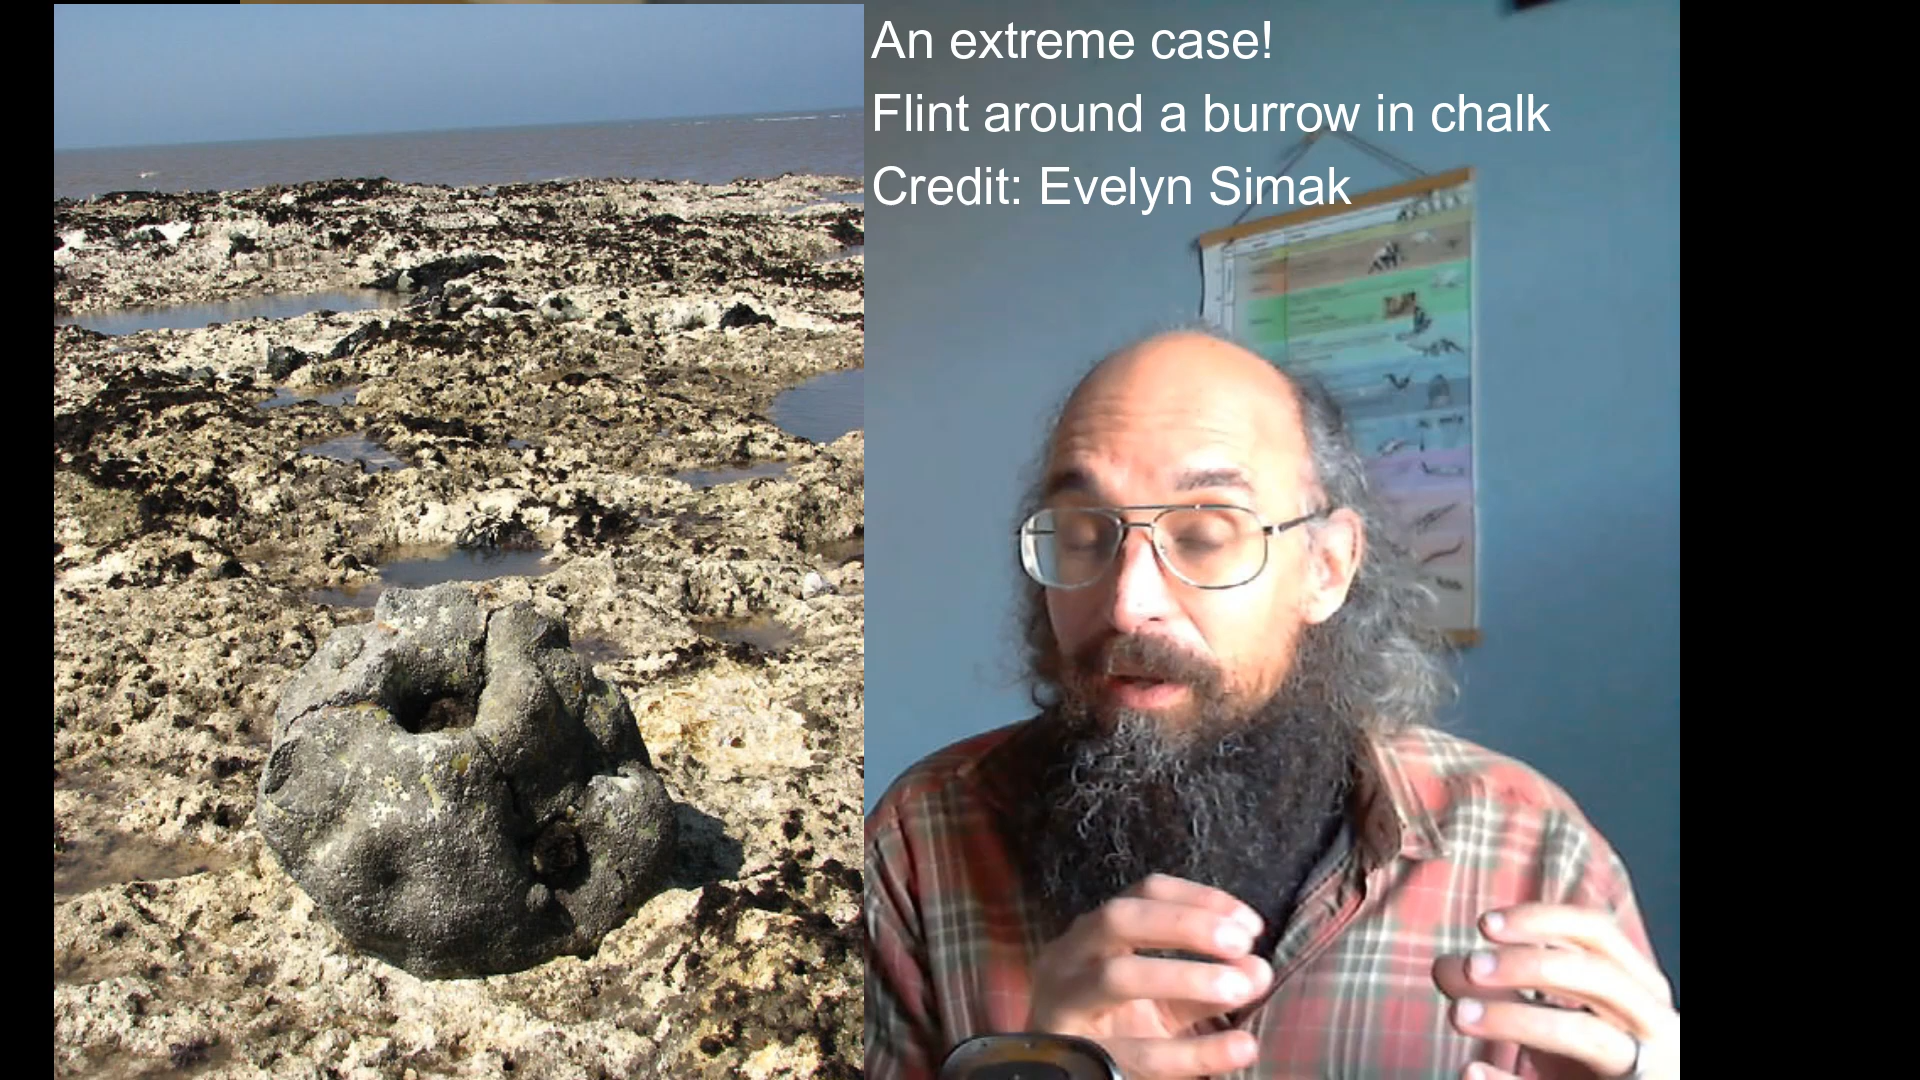 An extreme case!
Flint around a burrow in chalk
Credit: Evelyn Simak